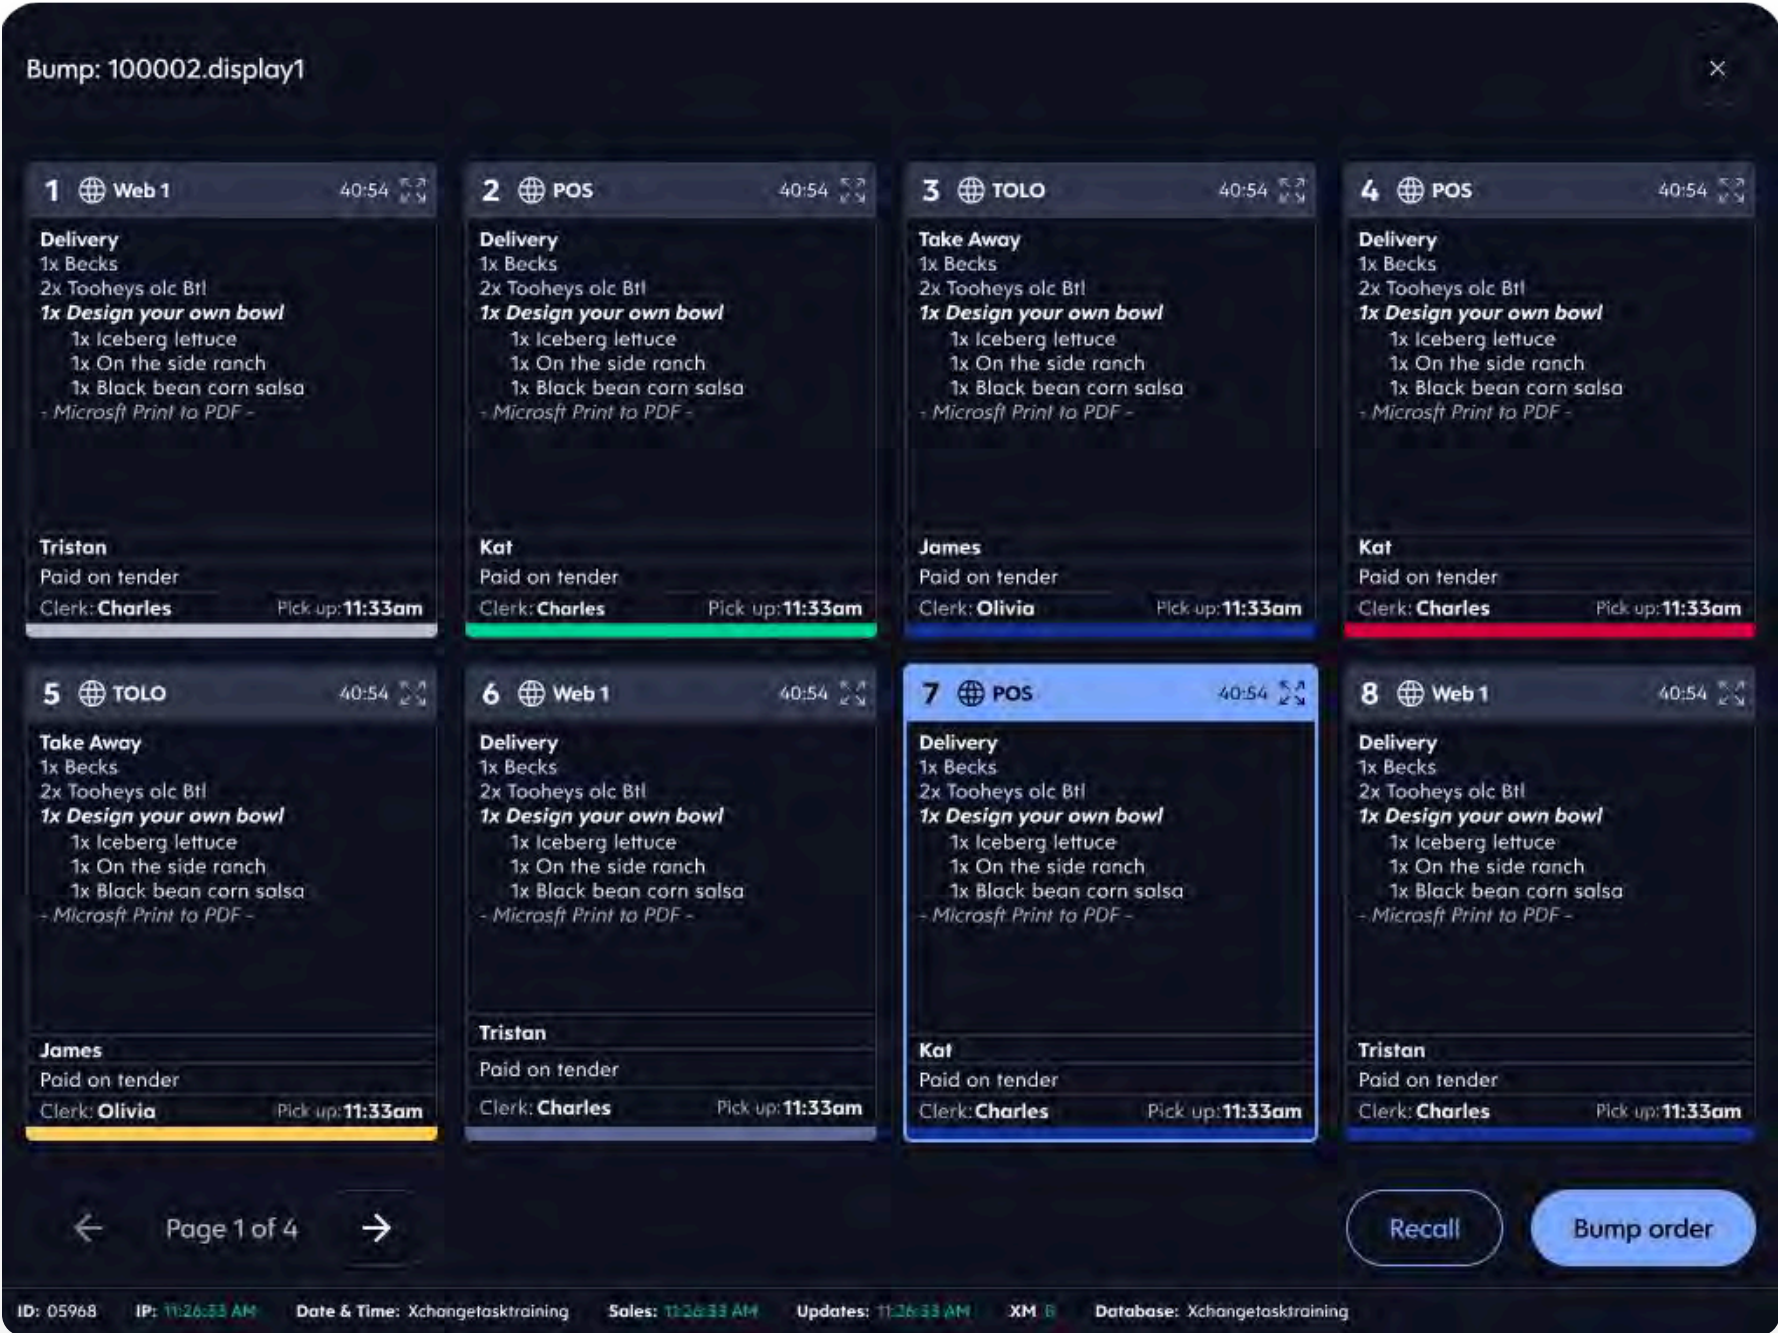 Bump: 100002.display1
1 Web 1 40:54
Delivery
1x Becks
2x Tooheys olc Btl
1x Design your own bowl
1x Iceberg lettuce
1x On the side ranch
1x Black bean corn salsa
- Microsft Print to PDF -
Tristan
Paid on tender
Clerk: Charles Pick up: 11:33am
2 POS 40:54
Delivery
1x Becks
2x Tooheys olc Btl
1x Design your own bowl
1x Iceberg lettuce
1x On the side ranch
1x Black bean corn salsa
- Microsft Print to PDF -
Kat
Paid on tender
Clerk: Charles Pick up: 11:33am
3 TOLO 40:54
Take Away
1x Becks
2x Tooheys olc Btl
1x Design your own bowl
1x Iceberg lettuce
1x On the side ranch
1x Black bean corn salsa
- Microsft Print to PDF -
James
Paid on tender
Clerk: Olivia Pick up: 11:33am
4 POS 40:54
Delivery
1x Becks
2x Tooheys olc Btl
1x Design your own bowl
1x Iceberg lettuce
1x On the side ranch
1x Black bean corn salsa
- Microsft Print to PDF -
Kat
Paid on tender
Clerk: Charles Pick up: 11:33am
5 TOLO 40:54
Take Away
1x Becks
2x Tooheys olc Btl
1x Design your own bowl
1x Iceberg lettuce
1x On the side ranch
1x Black bean corn salsa
- Microsft Print to PDF -
James
Paid on tender
Clerk: Olivia Pick up: 11:33am
6 Web 1 40:54
Delivery
1x Becks
2x Tooheys olc Btl
1x Design your own bowl
1x Iceberg lettuce
1x On the side ranch
1x Black bean corn salsa
- Microsft Print to PDF -
Tristan
Paid on tender
Clerk: Charles Pick up: 11:33am
7 POS 40:54
Delivery
1x Becks
2x Tooheys olc Btl
1x Design your own bowl
1x Iceberg lettuce
1x On the side ranch
1x Black bean corn salsa
- Microsft Print to PDF -
Kat
Paid on tender
Clerk: Charles Pick up: 11:33am
8 Web 1 40:54
Delivery
1x Becks
2x Tooheys olc Btl
1x Design your own bowl
1x Iceberg lettuce
1x On the side ranch
1x Black bean corn salsa
- Microsft Print to PDF -
Tristan
Paid on tender
Clerk: Charles Pick up: 11:33am
Page 1 of 4 Recall Bump order
ID: 05968 IP: 11:26:33 AM Date & Time: Xchangetasktraining Sales: 11:26:33 AM Updates: 11:26:33 AM XM Database: Xchangetasktraining